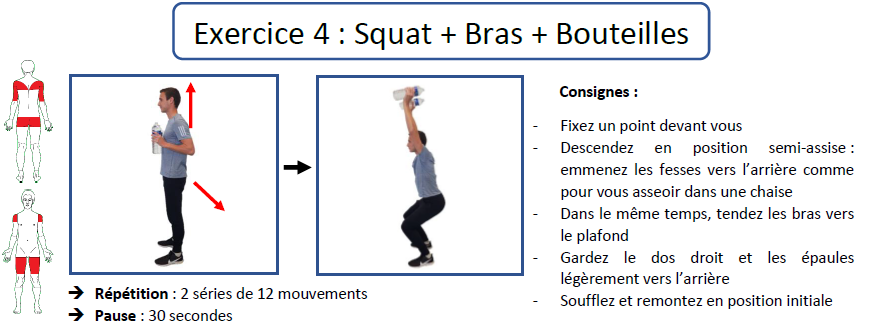 Exercice 4 : Squat + Bras + Bouteilles
Consignes :
- Fixez un point devant vous
- Descendez en position semi-assise :
emmenez les fesses vers l’arrière comme
pour vous asseoir dans une chaise
- Dans le même temps, tendez les bras vers
le plafond
- Gardez le dos droit et les épaules
légèrement vers l’arrière
- Soufflez et remontez en position initiale
➔ Répétition : 2 séries de 12 mouvements
➔ Pause : 30 secondes